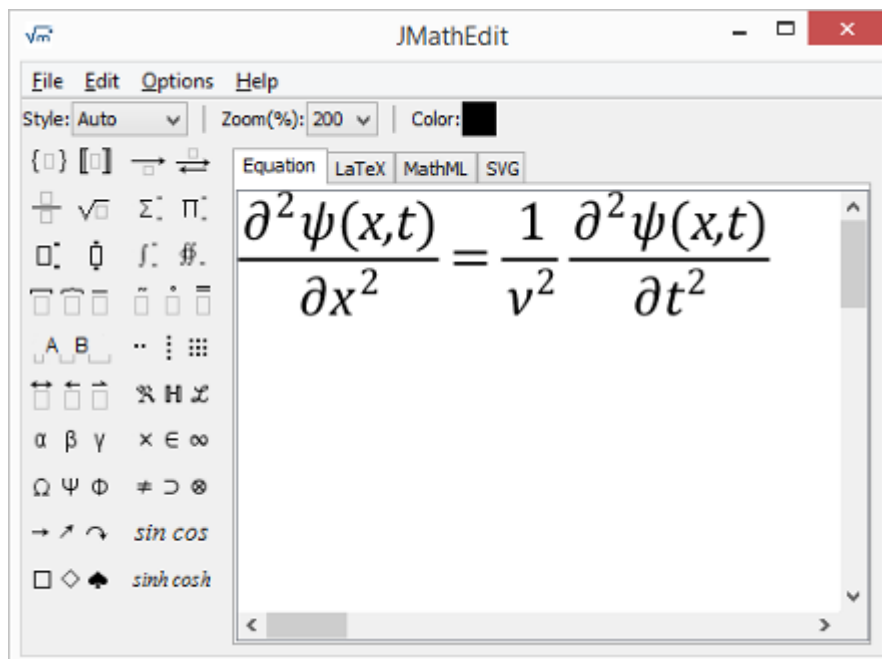 JMathEdit
File Edit Options Help
Style: Auto Zoom(%): 200 Color:
Equation LaTeX MathML SVG
∂²ψ(x,t)/∂x² = 1/v² ∂²ψ(x,t)/∂t²
Σ Π
∫ ∯
A B
ℜ ℍ ℒ
α β γ × ∈ ∞
Ω Ψ Φ ≠ ⊃ ⊗
→ ↗ ↷ sin cos
□ ◇ ♠ sinh cosh